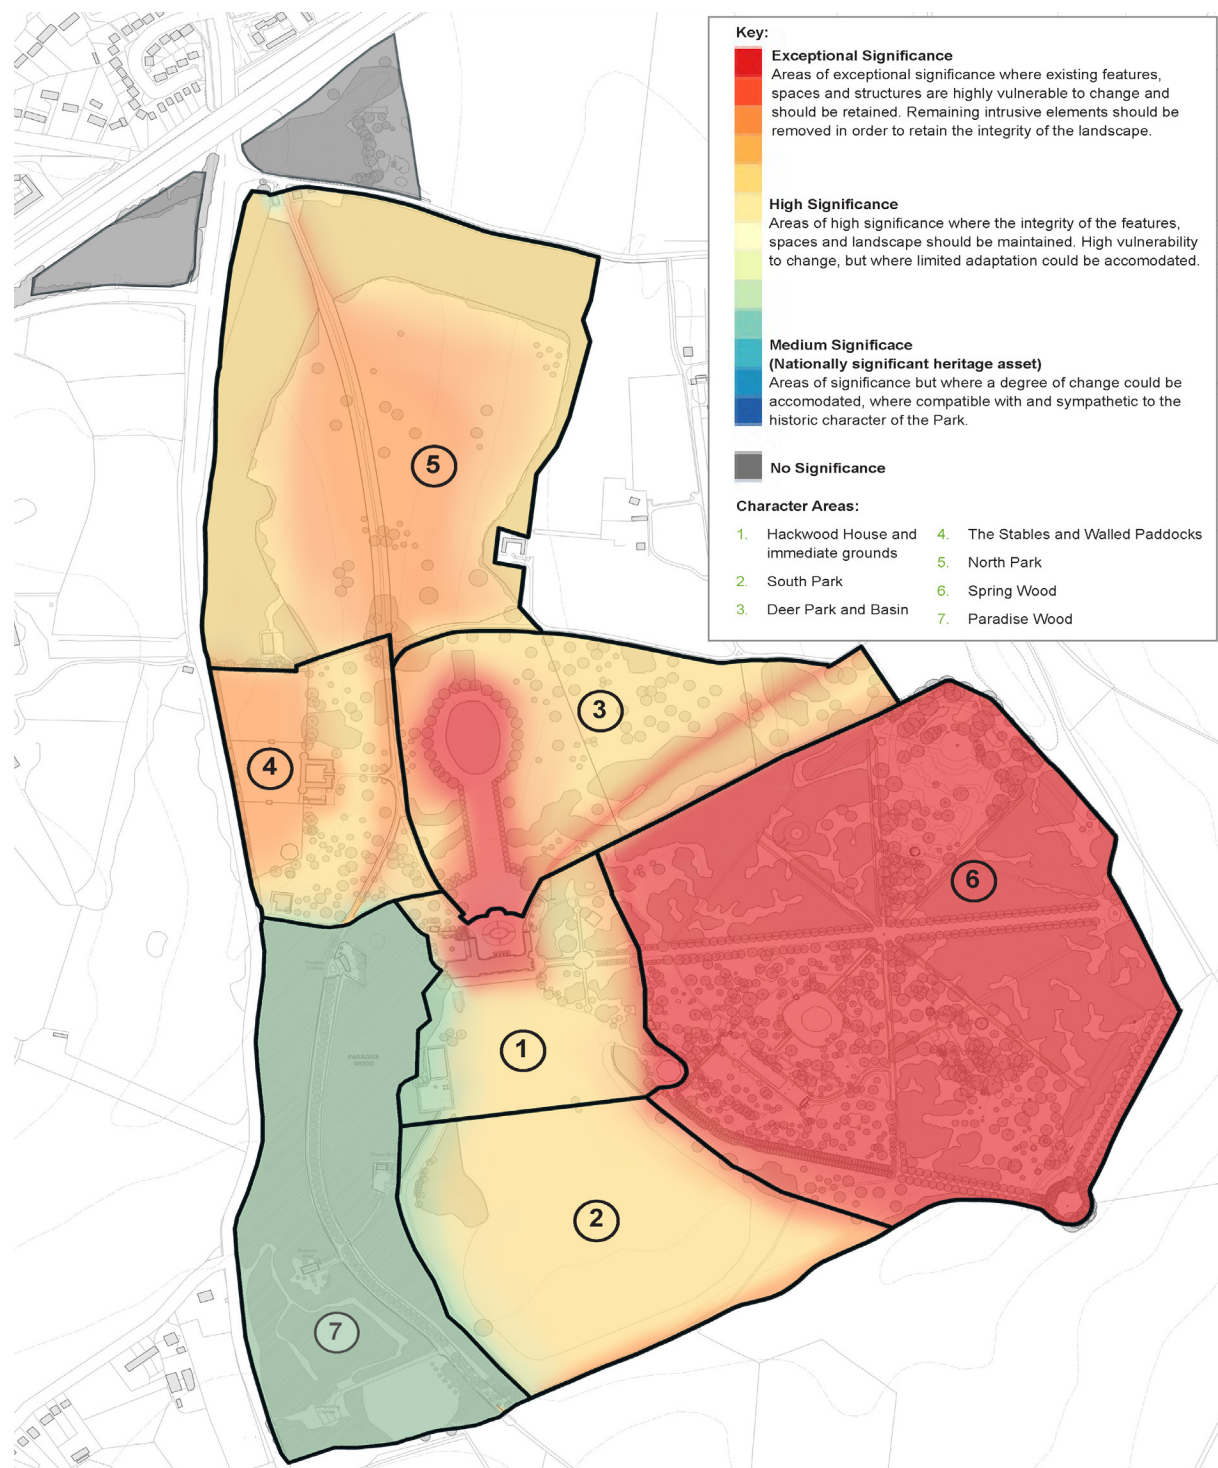 Key:
Exceptional Significance
Areas of exceptional significance where existing features,
spaces and structures are highly vulnerable to change and
should be retained. Remaining intrusive elements should be
removed in order to retain the integrity of the landscape.
High Significance
Areas of high significance where the integrity of the features,
spaces and landscape should be maintained. High vulnerability
to change, but where limited adaptation could be accomodated.
Medium Significace
(Nationally significant heritage asset)
Areas of significance but where a degree of change could be
accomodated, where compatible with and sympathetic to the
historic character of the Park.
No Significance
Character Areas:
1. Hackwood House and
immediate grounds
2. South Park
3. Deer Park and Basin
4. The Stables and Walled Paddocks
5. North Park
6. Spring Wood
7. Paradise Wood
5
3
4
6
1
PARADISE
WOOD
2
7